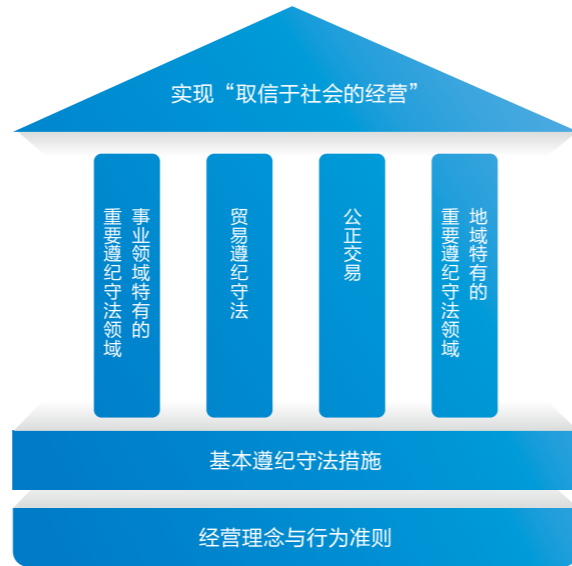 实现“取信于社会的经营”
事业领域特有的
重要遵纪守法领域
贸易遵纪守法
公正交易
地域特有的
重要遵纪守法领域
基本遵纪守法措施
经营理念与行为准则